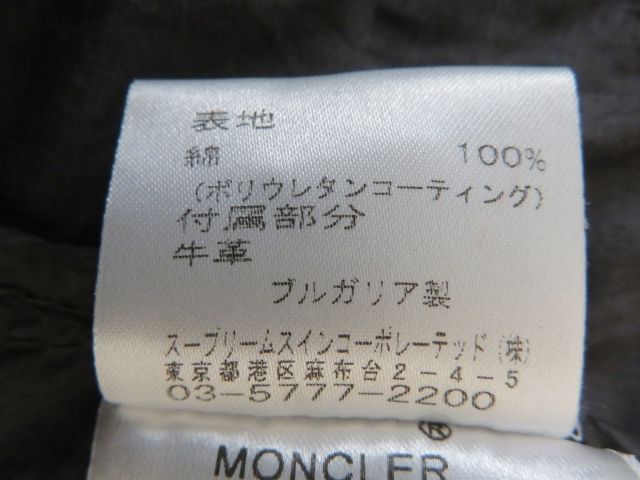 表地
綿 100%
(ポリウレタンコーティング)
付属部分
牛革
ブルガリア製
スープリームスインコーポレーテッド(株)
東京都港区麻布台2-4-5
03-5777-2200
®
MONCLER